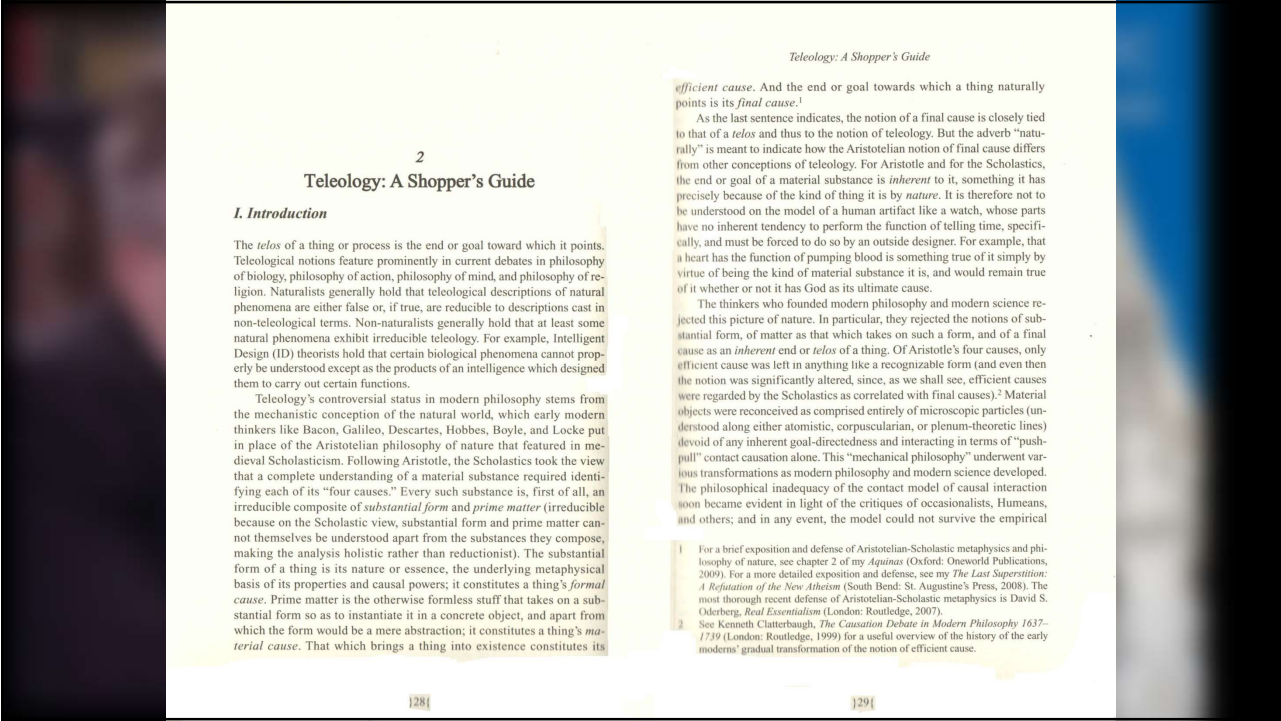 2
Teleology: A Shopper's Guide
I. Introduction
The telos of a thing or process is the end or goal toward which it points.
Teleological notions feature prominently in current debates in philosophy
of biology, philosophy of action, philosophy of mind, and philosophy of re-
ligion. Naturalists generally hold that teleological descriptions of natural
phenomena are either false or, if true, are reducible to descriptions cast in
non-teleological terms. Non-naturalists generally hold that at least some
natural phenomena exhibit irreducible teleology. For example, Intelligent
Design (ID) theorists hold that certain biological phenomena cannot prop-
erly be understood except as the products of an intelligence which designed
them to carry out certain functions.
Teleology's controversial status in modern philosophy stems from
the mechanistic conception of the natural world, which early modern
thinkers like Bacon, Galileo, Descartes, Hobbes, Boyle, and Locke put
in place of the Aristotelian philosophy of nature that featured in me-
dieval Scholasticism. Following Aristotle, the Scholastics took the view
that a complete understanding of a material substance required identi-
fying each of its “four causes.” Every such substance is, first of all, an
irreducible composite of substantial form and prime matter (irreducible
because on the Scholastic view, substantial form and prime matter can-
not themselves be understood apart from the substances they compose,
making the analysis holistic rather than reductionist). The substantial
form of a thing is its nature or essence, the underlying metaphysical
basis of its properties and causal powers; it constitutes a thing's formal
cause. Prime matter is the otherwise formless stuff that takes on a sub-
stantial form so as to instantiate it in a concrete object, and apart from
which the form would be a mere abstraction; it constitutes a thing's ma-
terial cause. That which brings a thing into existence constitutes its
}28{
Teleology: A Shopper's Guide
efficient cause. And the end or goal towards which a thing naturally
points is its final cause.1
As the last sentence indicates, the notion of a final cause is closely tied
to that of a telos and thus to the notion of teleology. But the adverb “natu-
rally” is meant to indicate how the Aristotelian notion of final cause differs
from other conceptions of teleology. For Aristotle and for the Scholastics,
the end or goal of a material substance is inherent to it, something it has
precisely because of the kind of thing it is by nature. It is therefore not to
be understood on the model of a human artifact like a watch, whose parts
have no inherent tendency to perform the function of telling time, specifi-
cally, and must be forced to do so by an outside designer. For example, that
a heart has the function of pumping blood is something true of it simply by
virtue of being the kind of material substance it is, and would remain true
of it whether or not it has God as its ultimate cause.
The thinkers who founded modern philosophy and modern science re-
jected this picture of nature. In particular, they rejected the notions of sub-
stantial form, of matter as that which takes on such a form, and of a final
cause as an inherent end or telos of a thing. Of Aristotle's four causes, only
efficient cause was left in anything like a recognizable form (and even then
the notion was significantly altered, since, as we shall see, efficient causes
were regarded by the Scholastics as correlated with final causes).2 Material
objects were reconceived as comprised entirely of microscopic particles (un-
derstood along either atomistic, corpuscularian, or plenum-theoretic lines)
devoid of any inherent goal-directedness and interacting in terms of “push-
pull” contact causation alone. This “mechanical philosophy” underwent var-
ious transformations as modern philosophy and modern science developed.
The philosophical inadequacy of the contact model of causal interaction
soon became evident in light of the critiques of occasionalists, Humeans,
and others; and in any event, the model could not survive the empirical
1 For a brief exposition and defense of Aristotelian-Scholastic metaphysics and phi-
losophy of nature, see chapter 2 of my Aquinas (Oxford: Oneworld Publications,
2009). For a more detailed exposition and defense, see my The Last Superstition:
A Refutation of the New Atheism (South Bend: St. Augustine's Press, 2008). The
most thorough recent defense of Aristotelian-Scholastic metaphysics is David S.
Oderberg, Real Essentialism (London: Routledge, 2007).
2 See Kenneth Clatterbaugh, The Causation Debate in Modern Philosophy 1637–
1739 (London: Routledge, 1999) for a useful overview of the history of the early
moderns' gradual transformation of the notion of efficient cause.
}29{